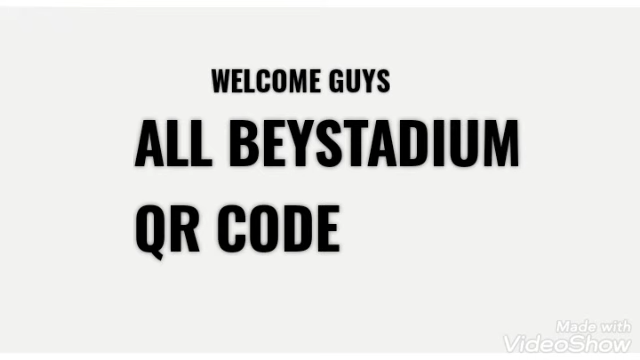 WELCOME GUYS
ALL BEYSTADIUM
QR CODE
Made with
VideoShow